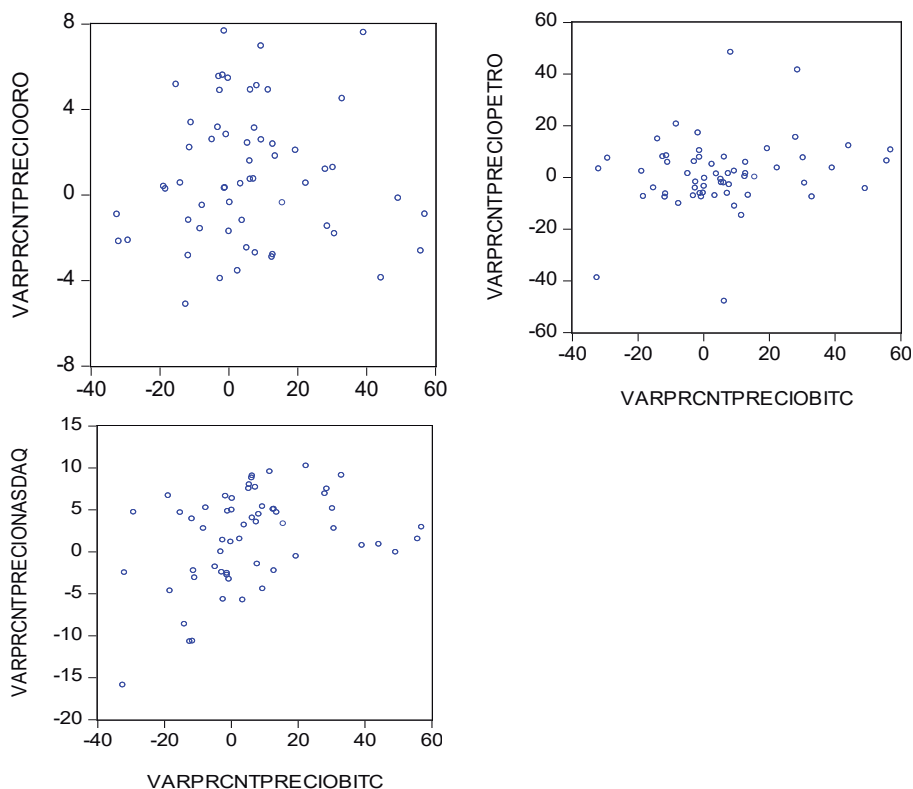 8
4
0
-4
-8
VARPRCNTPRECIOORO
-40 -20 0 20 40 60
60
40
20
0
-20
-40
-60
VARPRCNTPRECIOPETRO
-40 -20 0 20 40 60
VARPRCNTPRECIOBITC
15
10
5
0
-5
-10
-15
-20
VARPRCNTPRECIONASDAQ
-40 -20 0 20 40 60
VARPRCNTPRECIOBITC